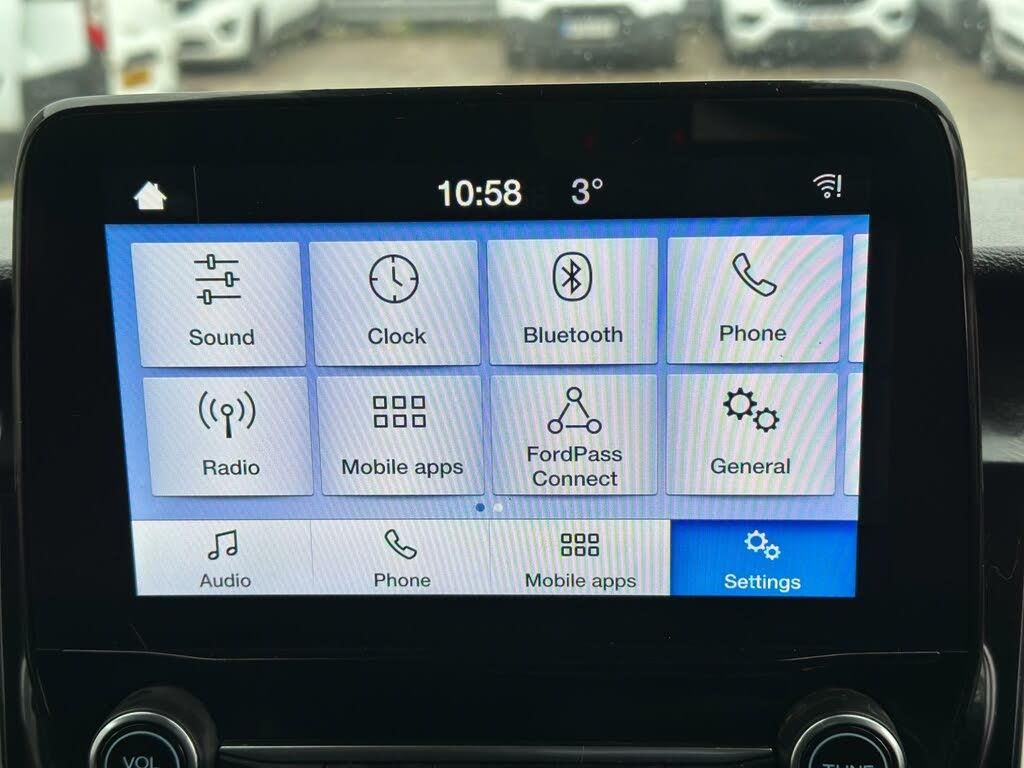 10:58 3°
Sound
Clock
Bluetooth
Phone
Radio
Mobile apps
FordPass
Connect
General
Audio
Phone
Mobile apps
Settings
VOL
TUNE